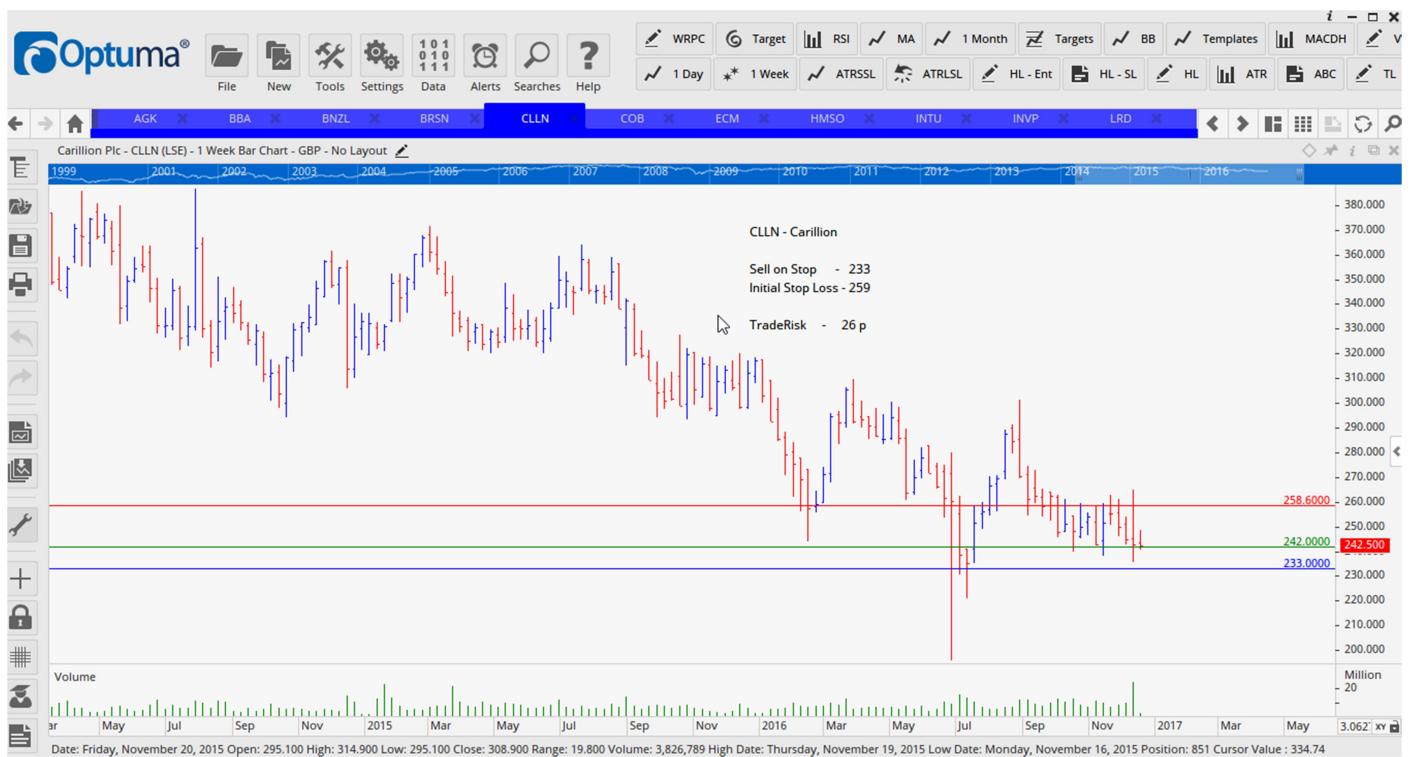 i
Optuma®
File New Tools Settings Data Alerts Searches Help
WRPC Target RSI MA 1 Month Targets BB Templates MACDH V
1 Day 1 Week ATRSSL ATRLSL HL - Ent HL - SL HL ATR ABC TL
101
010
111
AGK BBA BNZL BRSN CLLN COB ECM HMSO INTU INVP LRD
Carillion Plc - CLLN (LSE) - 1 Week Bar Chart - GBP - No Layout
1999 2001 2002 2003 2004 2005 2006 2007 2008 2009 2010 2011 2012 2013 2014 2015 2016
CLLN - Carillion
Sell on Stop - 233
Initial Stop Loss - 259
TradeRisk - 26 p
380.000
370.000
360.000
350.000
340.000
330.000
320.000
310.000
300.000
290.000
280.000
270.000
260.000
258.6000
250.000
242.0000 242.500
233.0000
230.000
220.000
210.000
200.000
Volume
Million
20
ar May Jul Sep Nov 2015 Mar May Jul Sep Nov 2016 Mar May Jul Sep Nov 2017 Mar May 3.062 XY
Date: Friday, November 20, 2015 Open: 295.100 High: 314.900 Low: 295.100 Close: 308.900 Range: 19.800 Volume: 3,826,789 High Date: Thursday, November 19, 2015 Low Date: Monday, November 16, 2015 Position: 851 Cursor Value : 334.74